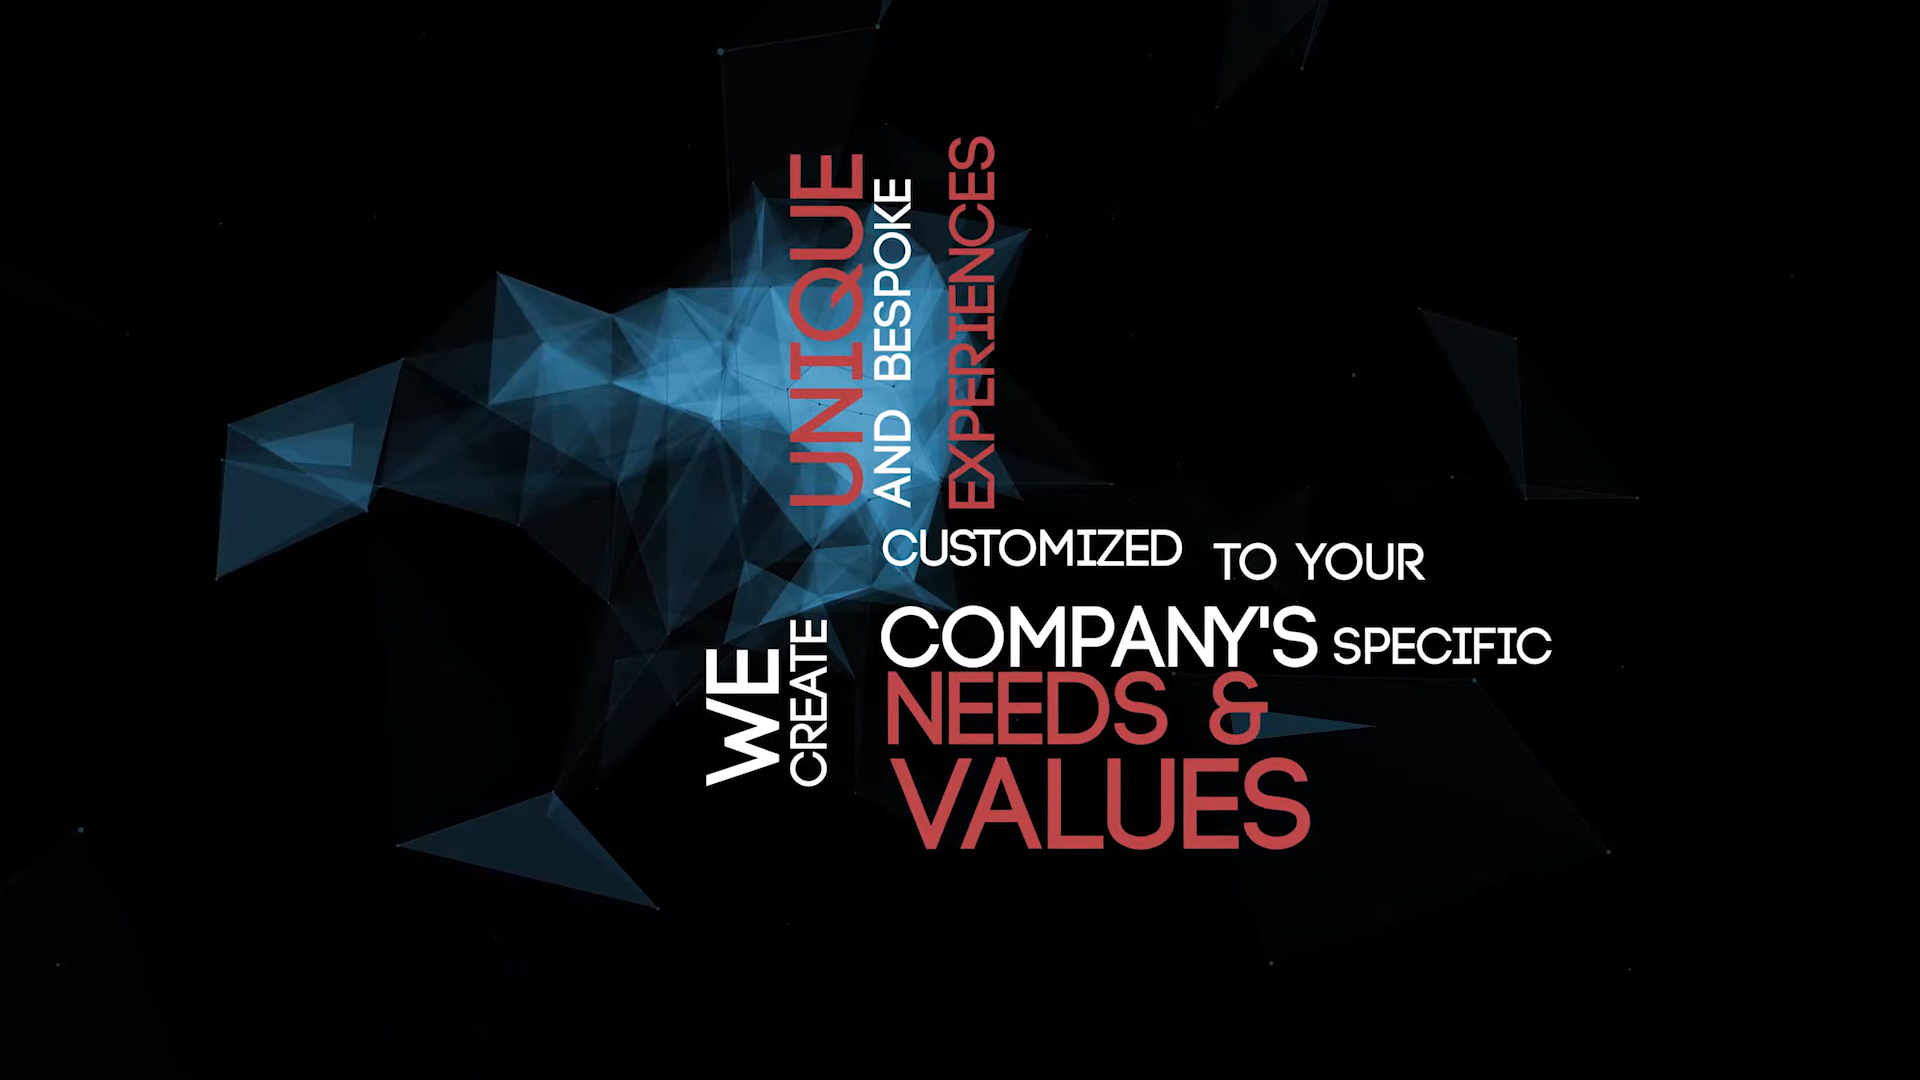 WE
CREATE
UNIQUE
AND BESPOKE
EXPERIENCES
CUSTOMIZED TO YOUR
COMPANY'S SPECIFIC
NEEDS &
VALUES